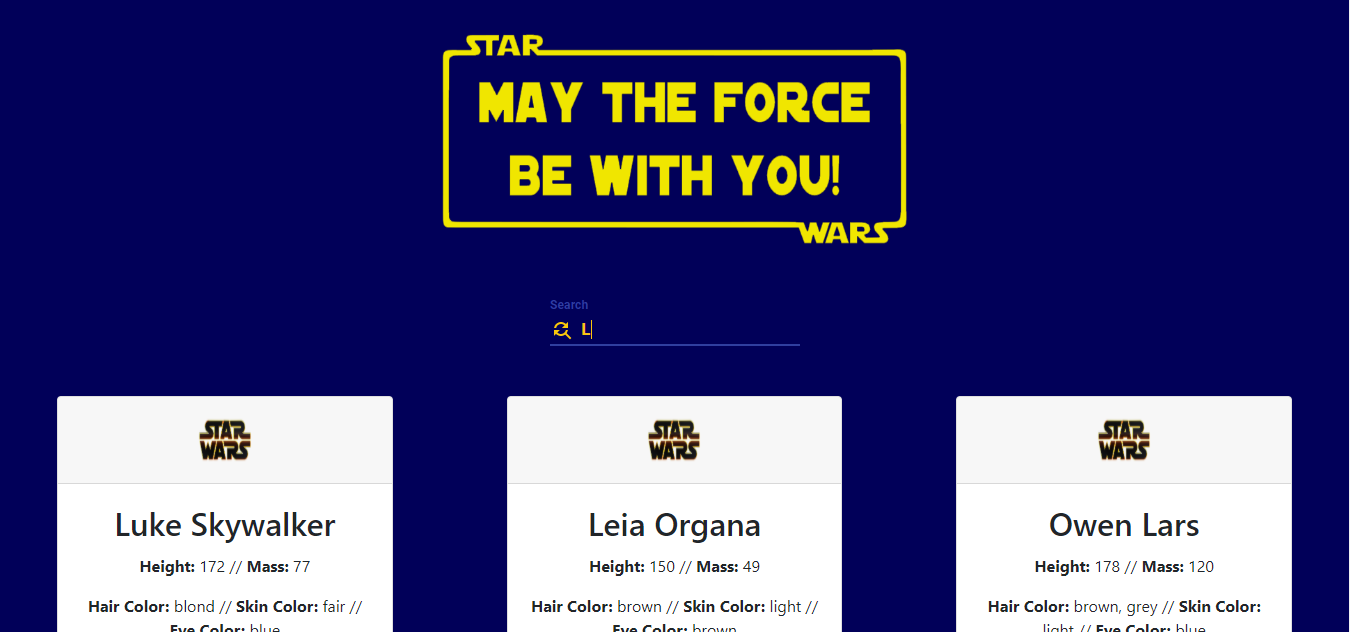 STAR
MAY THE FORCE
BE WITH YOU!
WARS
Search
L
STAR
WARS
Luke Skywalker
Height: 172 // Mass: 77
Hair Color: blond // Skin Color: fair //
Eye Color: blue
STAR
WARS
Leia Organa
Height: 150 // Mass: 49
Hair Color: brown // Skin Color: light //
Eye Color: brown
STAR
WARS
Owen Lars
Height: 178 // Mass: 120
Hair Color: brown, grey // Skin Color:
light // Eye Color: blue